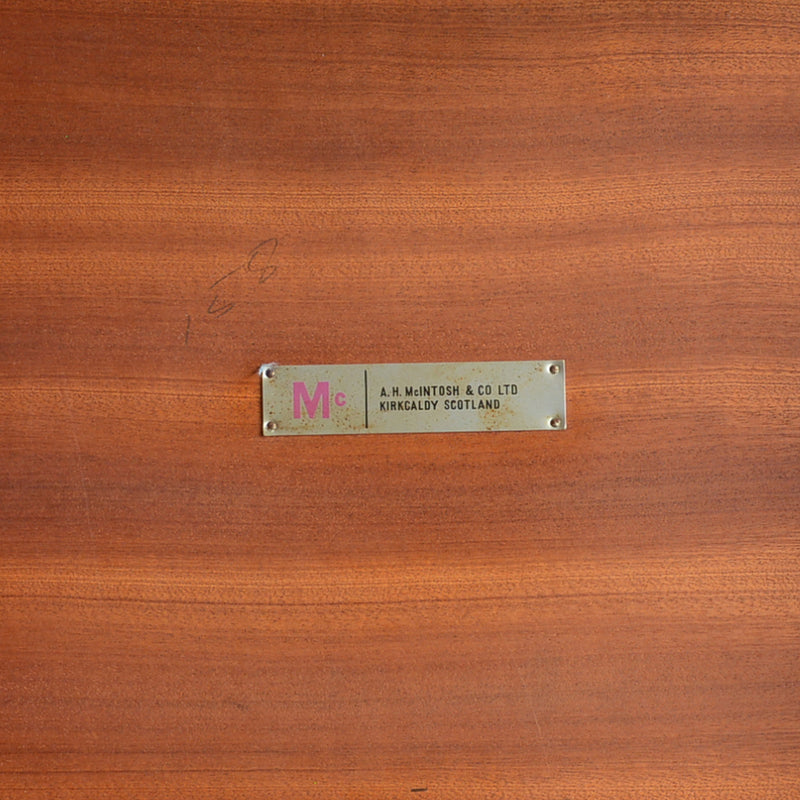 Mc
A.H. McINTOSH & CO LTD
KIRKCALDY SCOTLAND